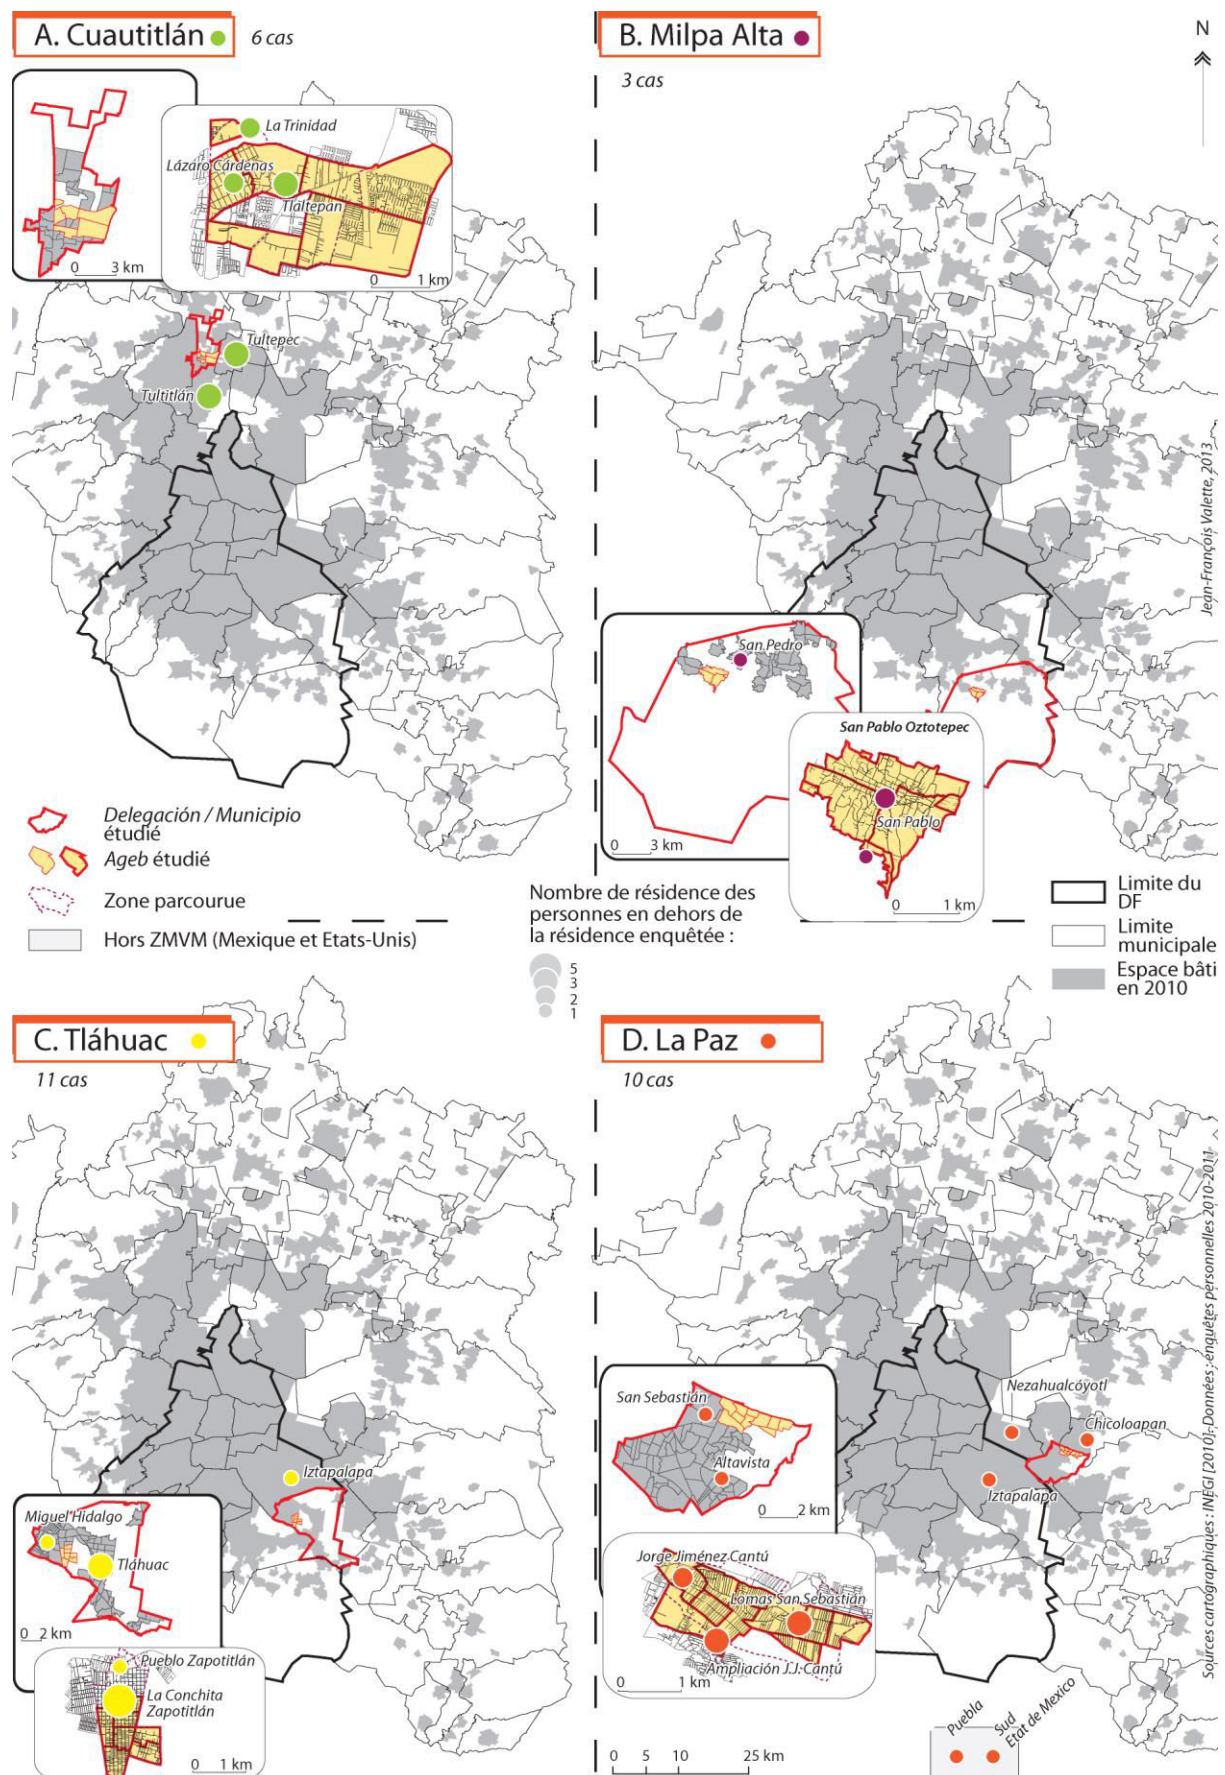 A. Cuautitlán
6 cas
La Trinidad
Lázaro Cárdenas
Tlaltepan
0 3 km
0 1 km
Tultepec
Tultitlán
B. Milpa Alta
3 cas
N
San Pedro
San Pablo Oztotepec
San Pablo
0 3 km
0 1 km
Jean-François Valette, 2013
Delegación / Municipio
étudié
Ageb étudié
Zone parcourue
Hors ZMVM (Mexique et Etats-Unis)
Nombre de résidence des
personnes en dehors de
la résidence enquêtée :
5
3
2
1
Limite du
DF
Limite
municipale
Espace bâti
en 2010
C. Tláhuac
11 cas
Iztapalapa
Miguel Hidalgo
Tláhuac
0 2 km
Pueblo Zapotitlán
La Conchita
Zapotitlán
0 1 km
D. La Paz
10 cas
Nezahualcóyotl
Chicoloapan
Iztapalapa
San Sebastián
Altavista
0 2 km
Jorge Jiménez Cantú
Lomas San Sebastián
Ampliación J.J. Cantú
0 1 km
Puebla
Sud
Etat de Mexico
0 5 10 25 km
Sources cartographiques : INEGI [2010] ; Données : enquêtes personnelles 2010-2011